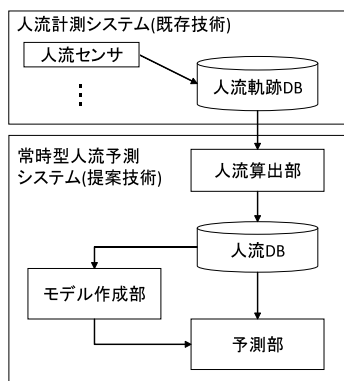 人流計測システム(既存技術)
人流センサ
人流軌跡DB
常時型人流予測
システム(提案技術)
人流算出部
人流DB
モデル作成部
予測部